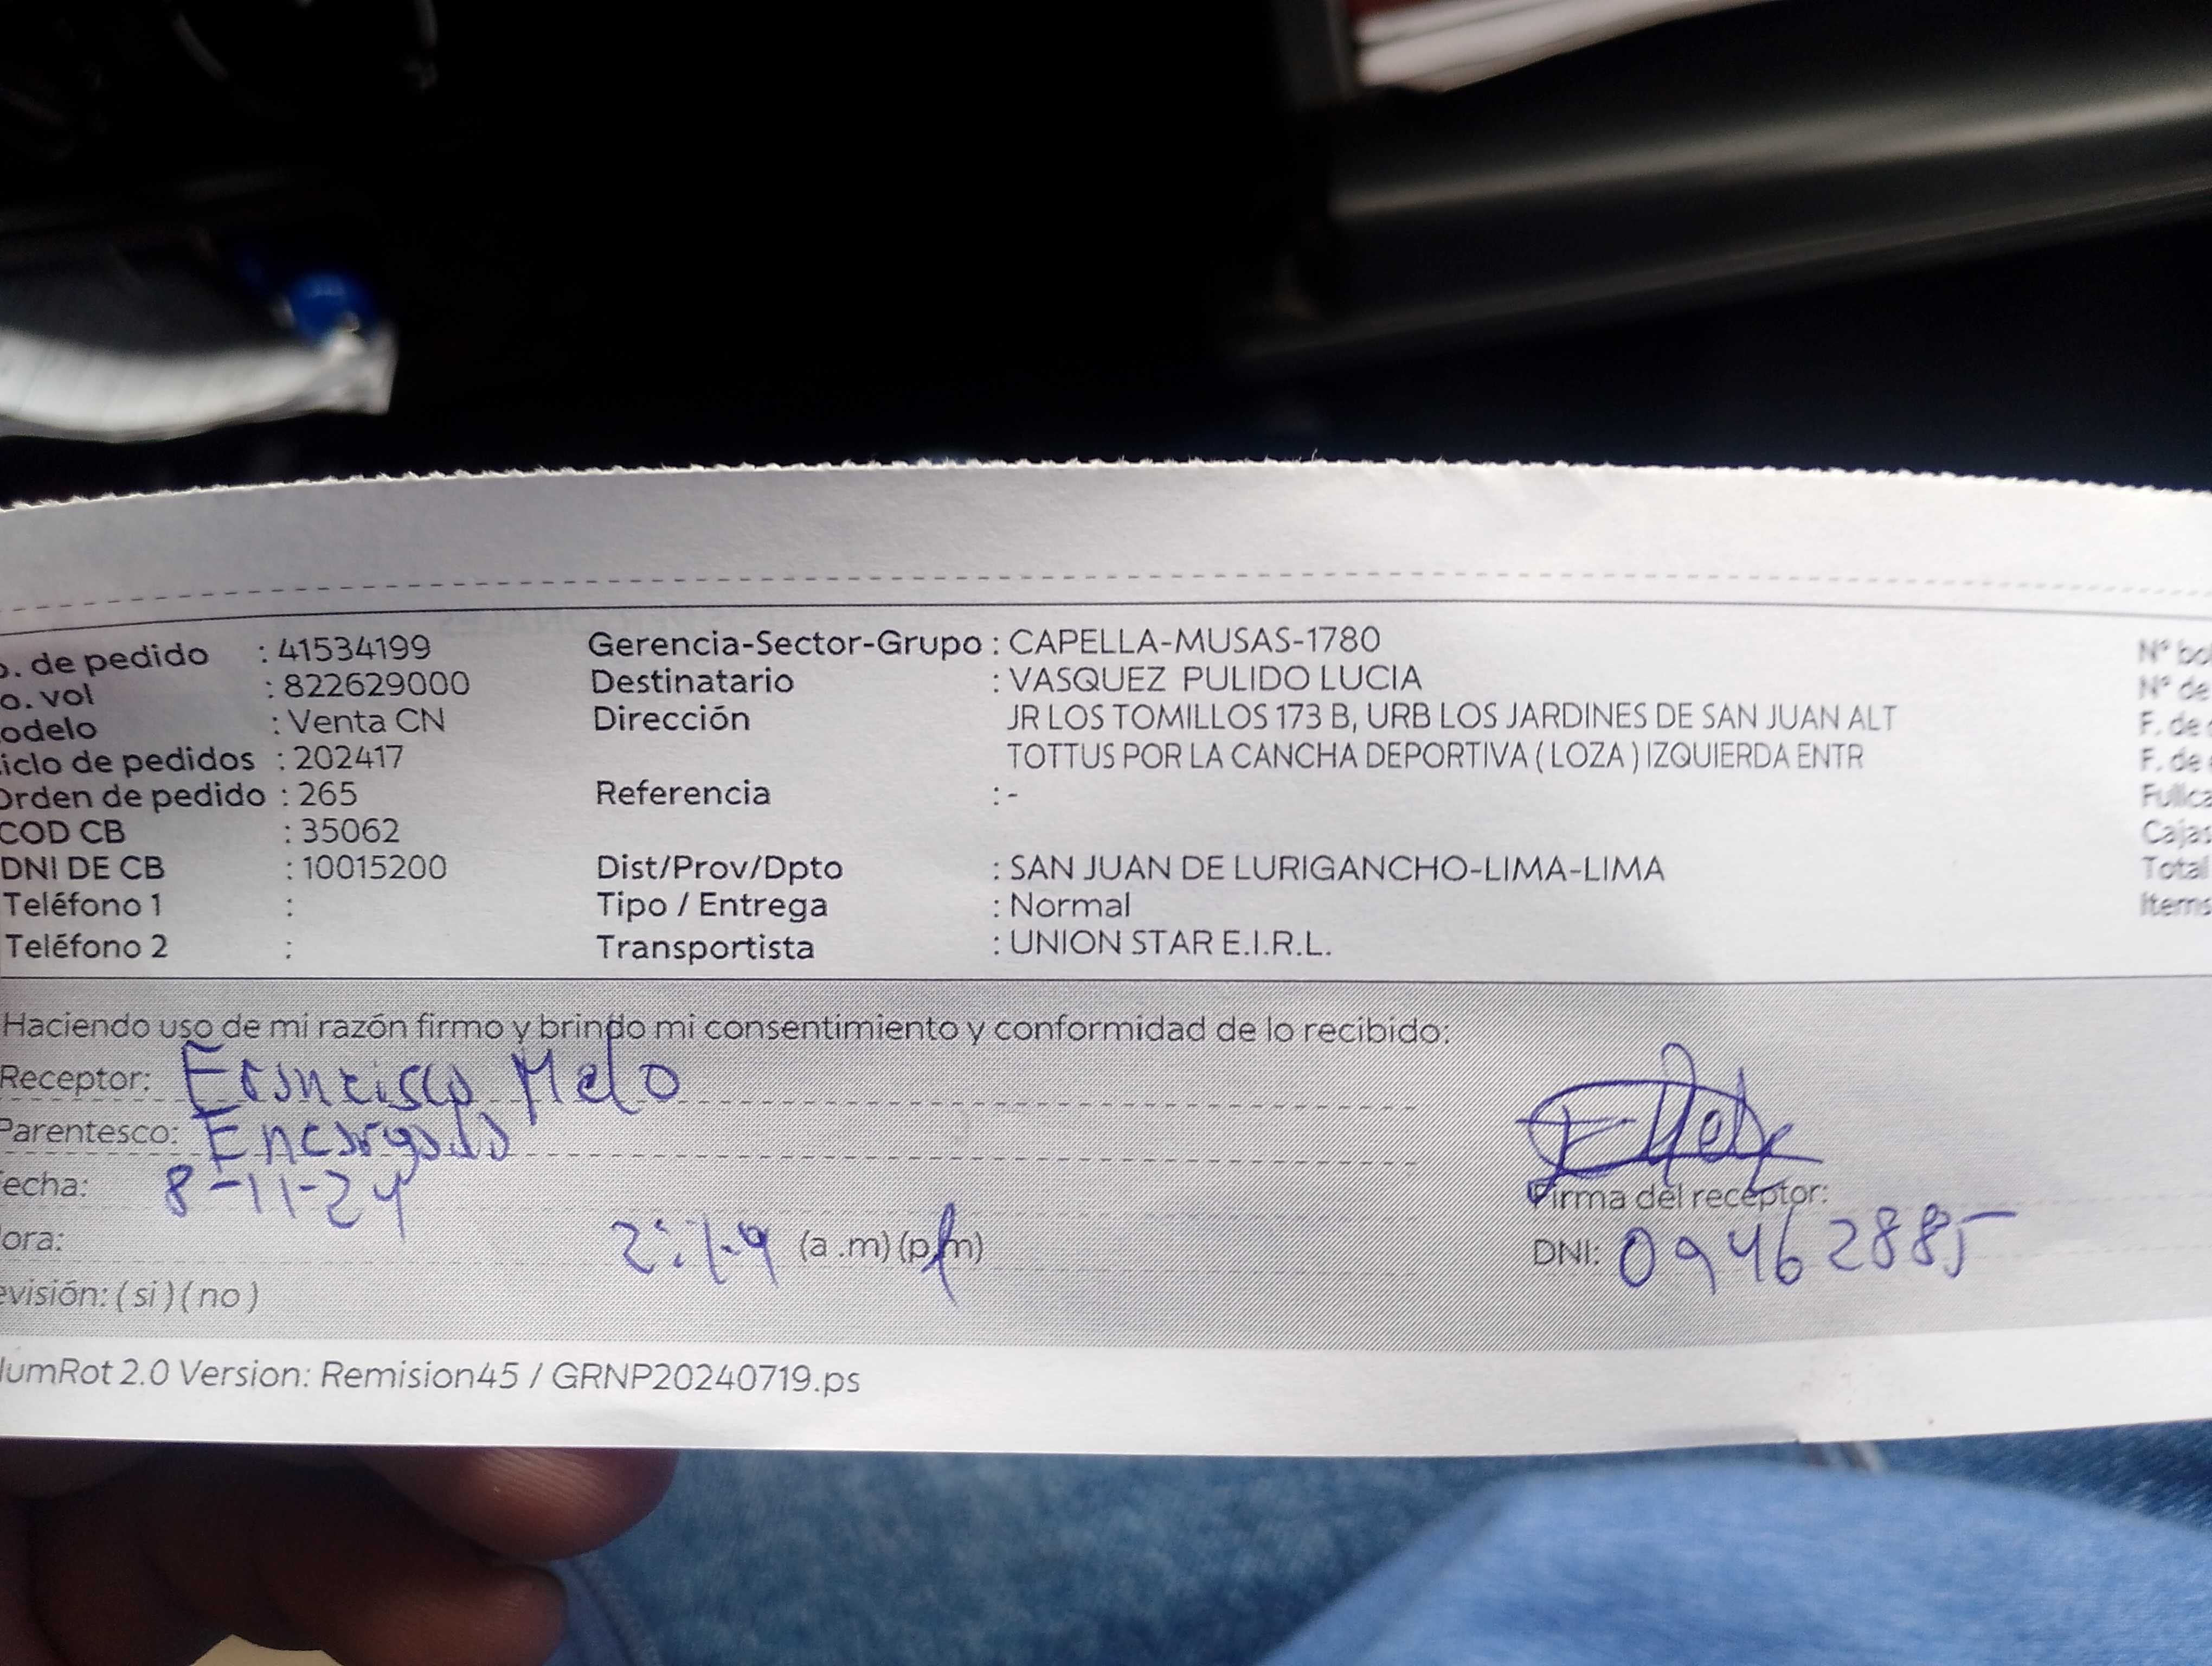 o. de pedido : 41534199 Gerencia-Sector-Grupo : CAPELLA-MUSAS-1780 N° bol
o. vol : 822629000 Destinatario : VASQUEZ PULIDO LUCIA N° de
odelo : Venta CN Dirección JR LOS TOMILLOS 173 B, URB LOS JARDINES DE SAN JUAN ALT F. de
iclo de pedidos : 202417 TOTTUS POR LA CANCHA DEPORTIVA ( LOZA ) IZQUIERDA ENTR F. de
Orden de pedido : 265 Referencia : - Fullca
COD CB : 35062 Cajas
DNI DE CB : 10015200 Dist/Prov/Dpto : SAN JUAN DE LURIGANCHO-LIMA-LIMA Total
Teléfono 1 : Tipo / Entrega : Normal Items
Teléfono 2 : Transportista : UNION STAR E.I.R.L.
Haciendo uso de mi razón firmo y brindo mi consentimiento y conformidad de lo recibido:
Receptor: Francisco Melo
Parentesco: Encargado
echa: 8-11-24 Firma del receptor:
ora: (a .m) (p.m) DNI: 09462885
evisión: ( si ) ( no )
umRot 2.0 Version: Remision45 / GRNP20240719.ps